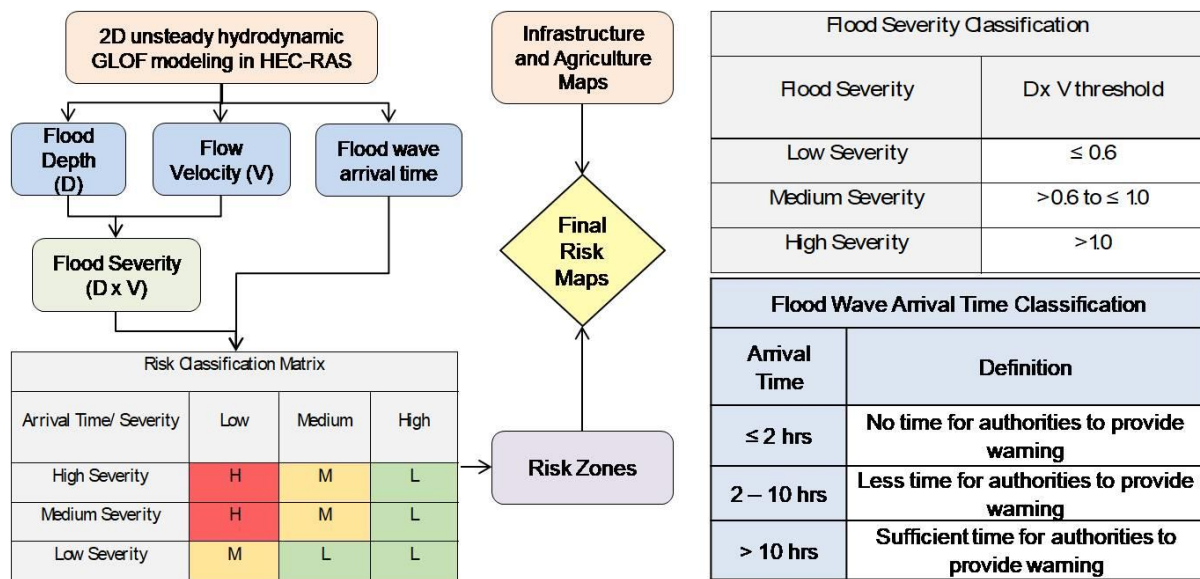 2D unsteady hydrodynamic
GLOF modeling in HEC-RAS
Flood
Depth
(D)
Flow
Velocity (V)
Flood wave
arrival time
Flood Severity
(D x V)
Risk Classification Matrix
Arrival Time/ Severity Low Medium High
High Severity H M L
Medium Severity H M L
Low Severity M L L
Infrastructure
and Agriculture
Maps
Final
Risk
Maps
Risk Zones
Flood Severity Classification
Flood Severity Dx V threshold
Low Severity ≤ 0.6
Medium Severity >0.6 to ≤ 1.0
High Severity >1.0
Flood Wave Arrival Time Classification
Arrival
Time
Definition
≤ 2 hrs
No time for authorities to provide
warning
2 – 10 hrs
Less time for authorities to provide
warning
> 10 hrs
Sufficient time for authorities to
provide warning